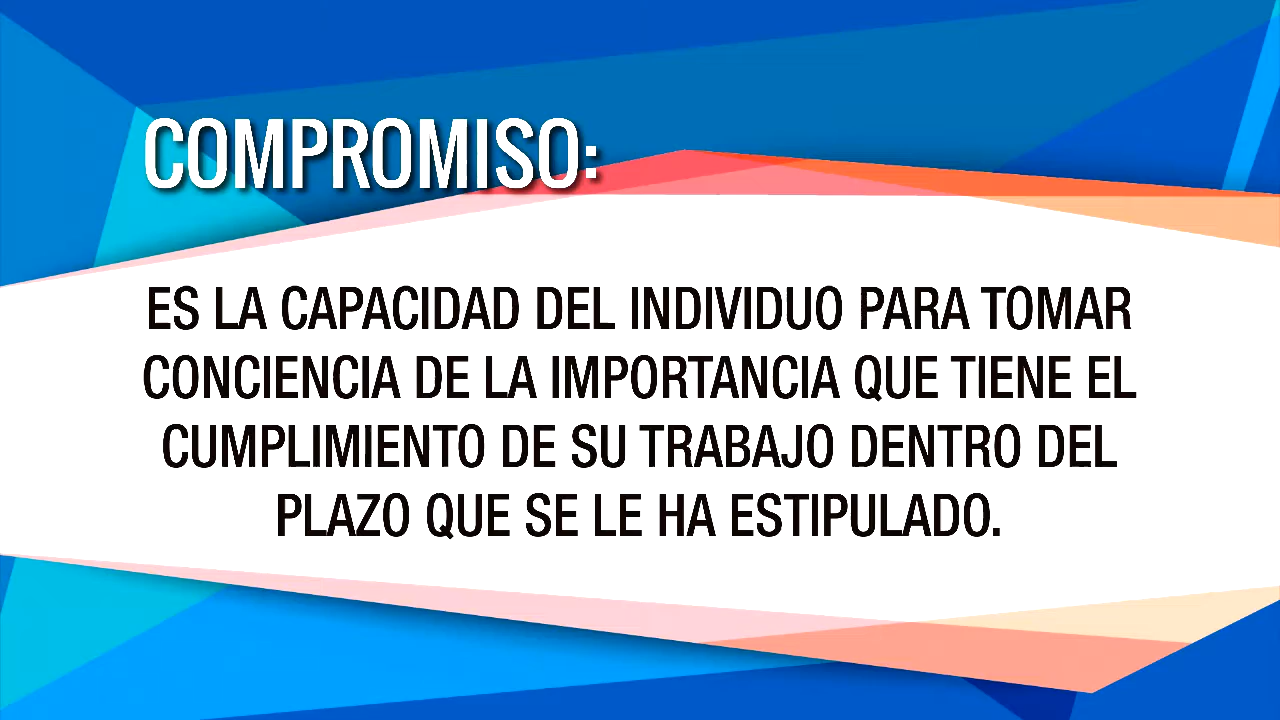 COMPROMISO:
ES LA CAPACIDAD DEL INDIVIDUO PARA TOMAR
CONCIENCIA DE LA IMPORTANCIA QUE TIENE EL
CUMPLIMIENTO DE SU TRABAJO DENTRO DEL
PLAZO QUE SE LE HA ESTIPULADO.